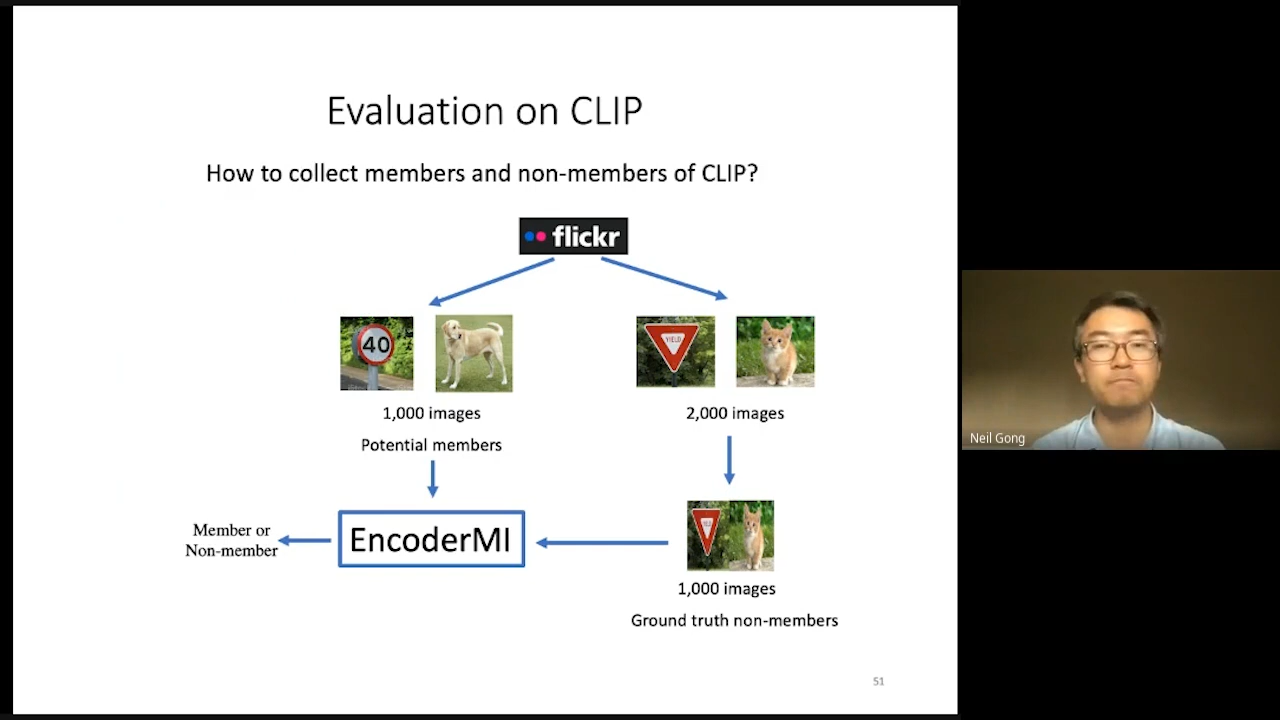 Evaluation on CLIP
How to collect members and non-members of CLIP?
flickr
40
YIELD
1,000 images
2,000 images
Potential members
Member or
Non-member
EncoderMI
1,000 images
Ground truth non-members
51
Neil Gong